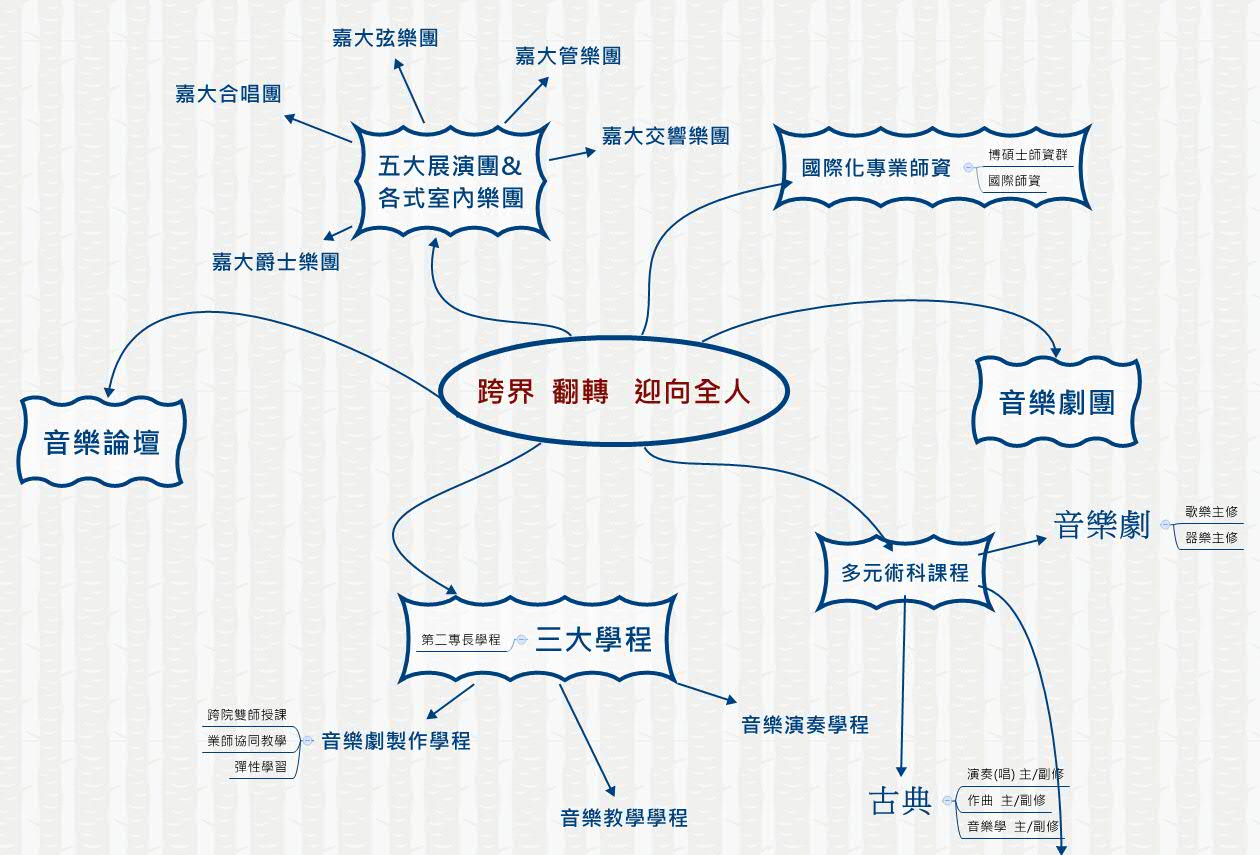 嘉大弦樂團
嘉大管樂團
嘉大合唱團
嘉大交響樂團
五大展演團&
各式室內樂團
嘉大爵士樂團
國際化專業師資
博碩士師資群
國際師資
跨界 翻轉 迎向全人
音樂論壇
音樂劇團
多元術科課程
音樂劇
歌樂主修
器樂主修
第二專長學程
三大學程
跨院雙師授課
業師協同教學
彈性學習
音樂劇製作學程
音樂演奏學程
音樂教學學程
古典
演奏(唱) 主/副修
作曲 主/副修
音樂學 主/副修